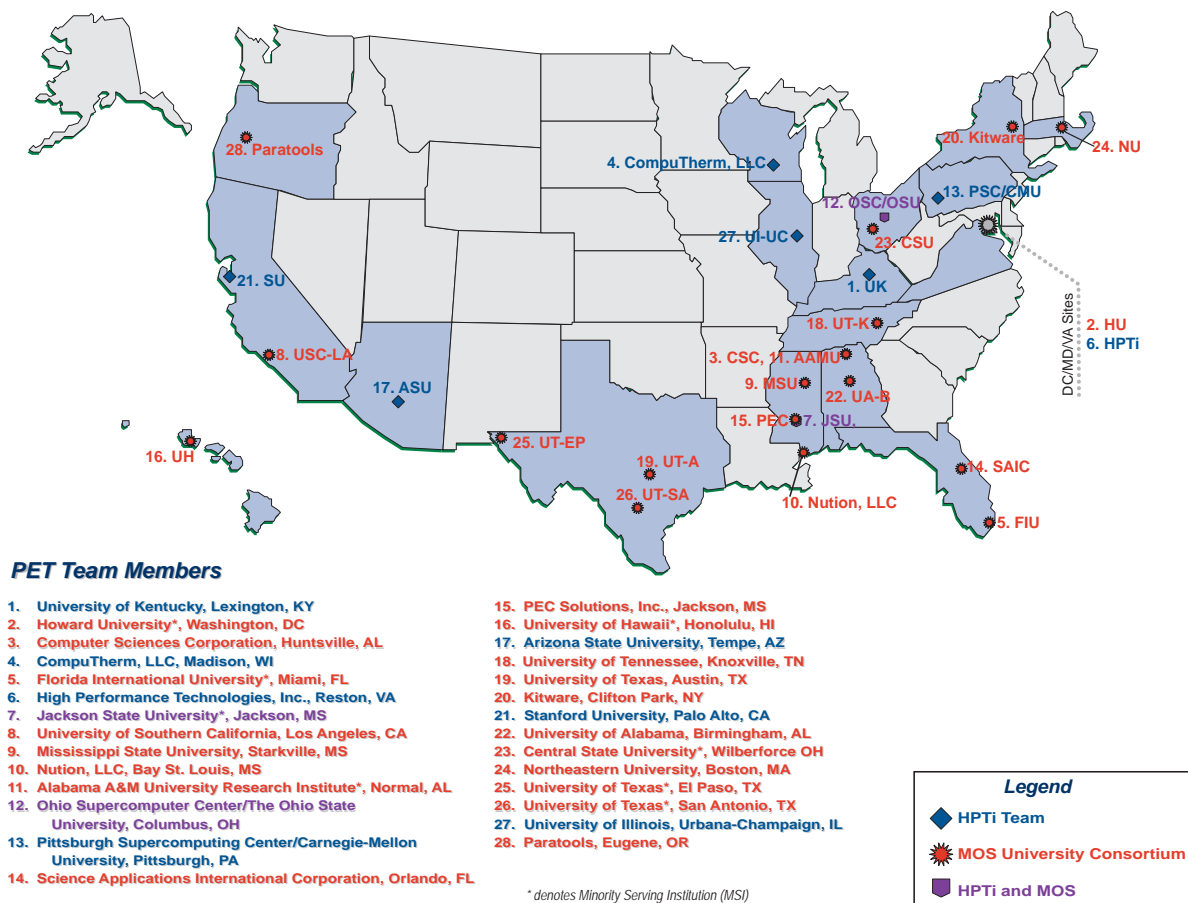 28. Paratools
4. CompuTherm, LLC
20. Kitware
24. NU
13. PSC/CMU
12. OSC/OSU
27. UI-UC
23. CSU
21. SU
1. UK
DC/MD/VA Sites
2. HU
6. HPTi
18. UT-K
8. USC-LA
3. CSC, 11. AAMU
17. ASU
9. MSU
22. UA-B
15. PEC
7. JSU,
16. UH
25. UT-EP
19. UT-A
14. SAIC
26. UT-SA
10. Nution, LLC
5. FIU
PET Team Members
1. University of Kentucky, Lexington, KY
2. Howard University*, Washington, DC
3. Computer Sciences Corporation, Huntsville, AL
4. CompuTherm, LLC, Madison, WI
5. Florida International University*, Miami, FL
6. High Performance Technologies, Inc., Reston, VA
7. Jackson State University*, Jackson, MS
8. University of Southern California, Los Angeles, CA
9. Mississippi State University, Starkville, MS
10. Nution, LLC, Bay St. Louis, MS
11. Alabama A&M University Research Institute*, Normal, AL
12. Ohio Supercomputer Center/The Ohio State
University, Columbus, OH
13. Pittsburgh Supercomputing Center/Carnegie-Mellon
University, Pittsburgh, PA
14. Science Applications International Corporation, Orlando, FL
15. PEC Solutions, Inc., Jackson, MS
16. University of Hawaii*, Honolulu, HI
17. Arizona State University, Tempe, AZ
18. University of Tennessee, Knoxville, TN
19. University of Texas, Austin, TX
20. Kitware, Clifton Park, NY
21. Stanford University, Palo Alto, CA
22. University of Alabama, Birmingham, AL
23. Central State University*, Wilberforce OH
24. Northeastern University, Boston, MA
25. University of Texas*, El Paso, TX
26. University of Texas*, San Antonio, TX
27. University of Illinois, Urbana-Champaign, IL
28. Paratools, Eugene, OR
* denotes Minority Serving Institution (MSI)
Legend
HPTi Team
MOS University Consortium
HPTi and MOS